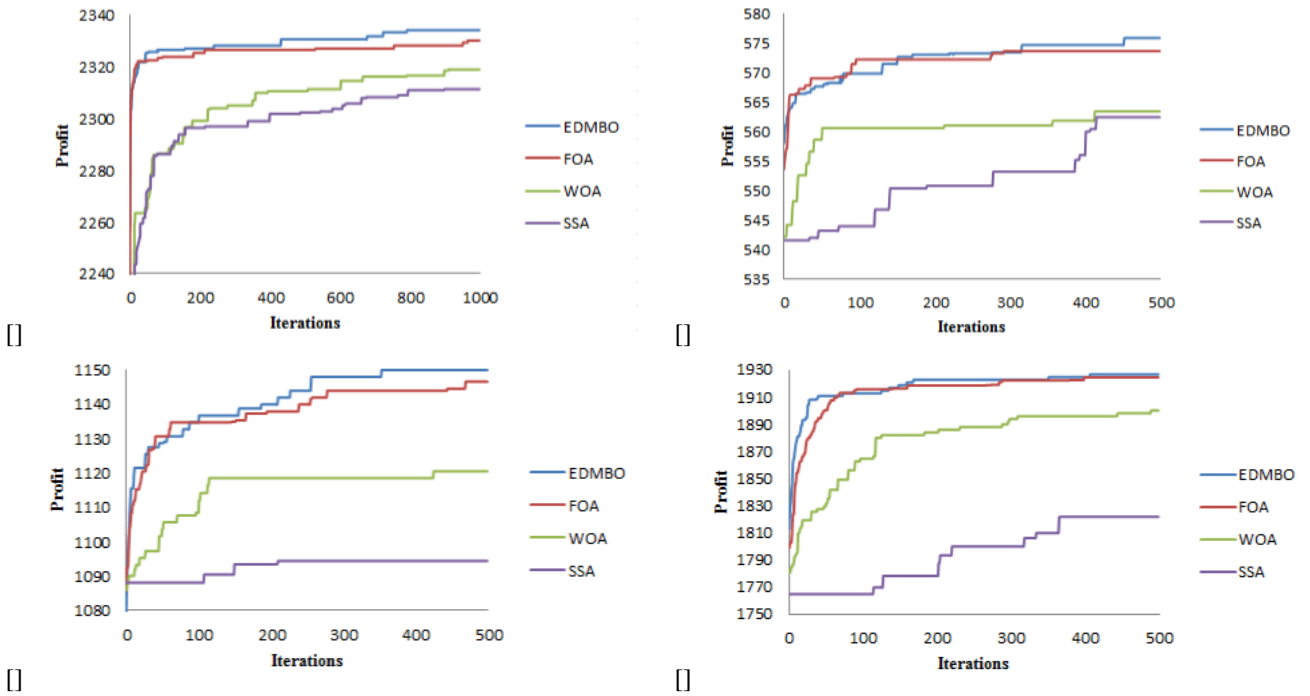 2340
2320
2300
2280
2260
2240
Profit
0 200 400 600 800 1000
Iterations
EDMBO
FOA
WOA
SSA
[]
580
575
570
565
560
555
550
545
540
535
Profit
0 100 200 300 400 500
Iterations
EDMBO
FOA
WOA
SSA
[]
1150
1140
1130
1120
1110
1100
1090
1080
Profit
0 100 200 300 400 500
Iterations
EDMBO
FOA
WOA
SSA
[]
1930
1910
1890
1870
1850
1830
1810
1790
1770
1750
Profit
0 100 200 300 400 500
Iterations
EDMBO
FOA
WOA
SSA
[]